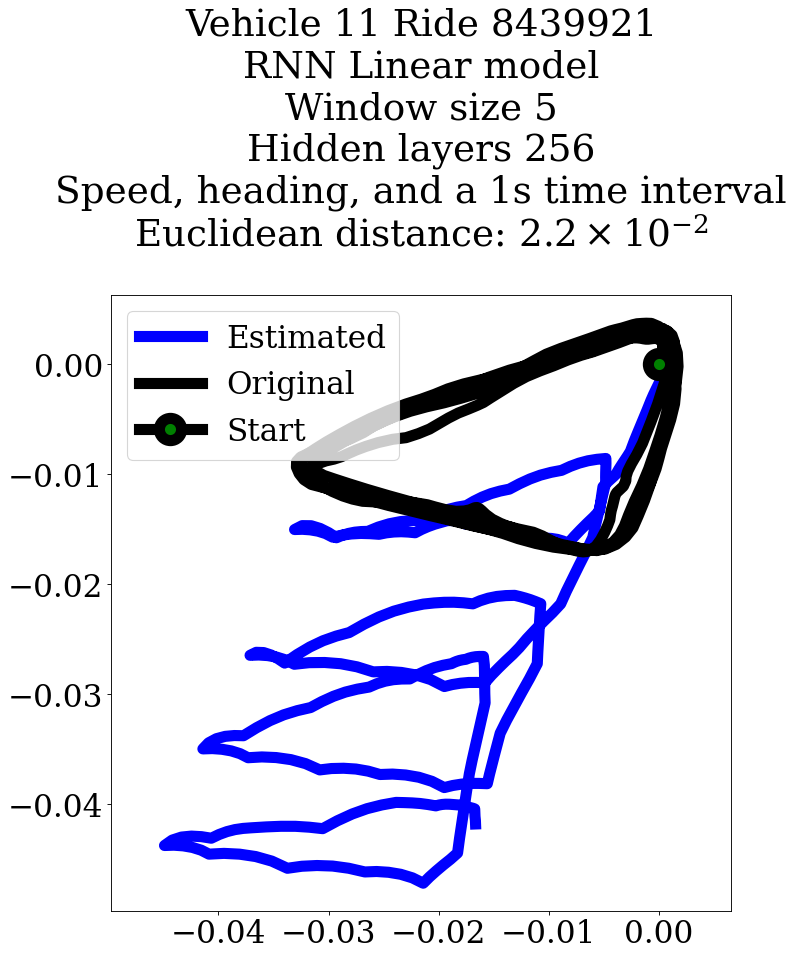 Vehicle 11 Ride 8439921
RNN Linear model
Window size 5
Hidden layers 256
Speed, heading, and a 1s time interval
Euclidean distance: 2.2 × 10⁻²
Estimated
Original
Start
0.00
−0.01
−0.02
−0.03
−0.04
−0.04 −0.03 −0.02 −0.01 0.00